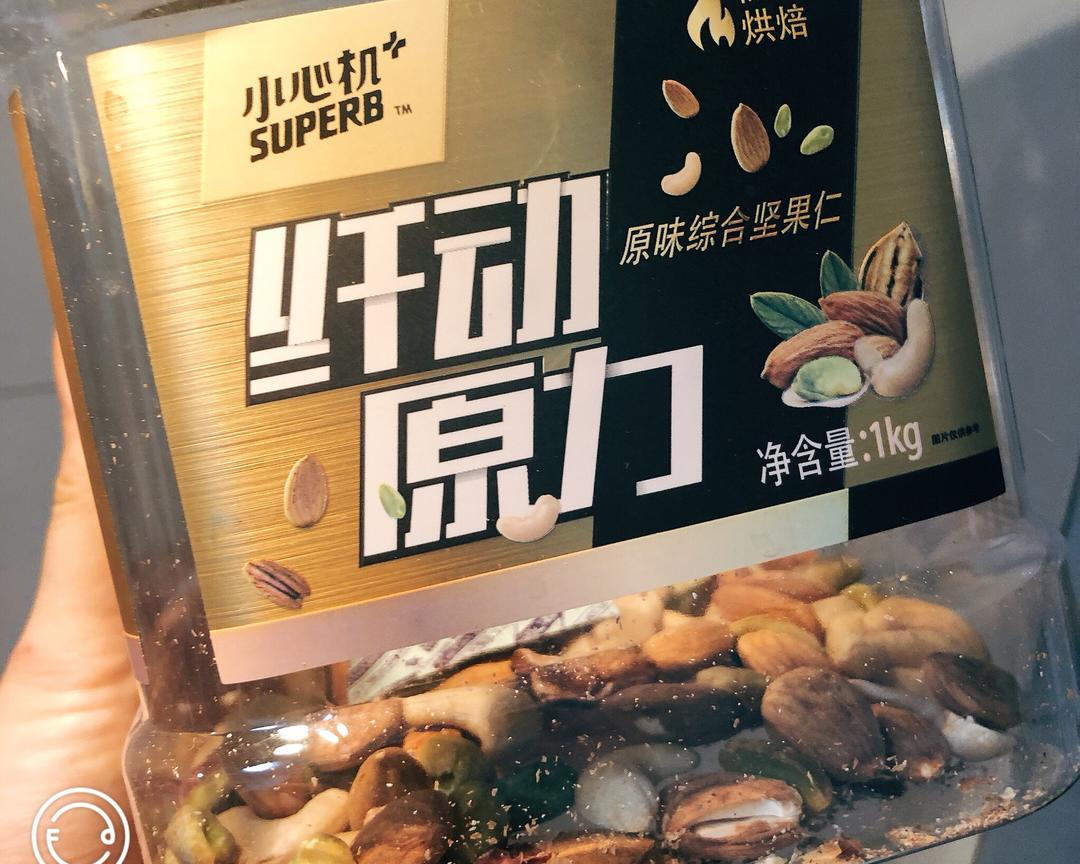 小心机+
SUPERB TM
烘焙
纤动
原力
原味综合坚果仁
净含量:1kg
图片仅供参考